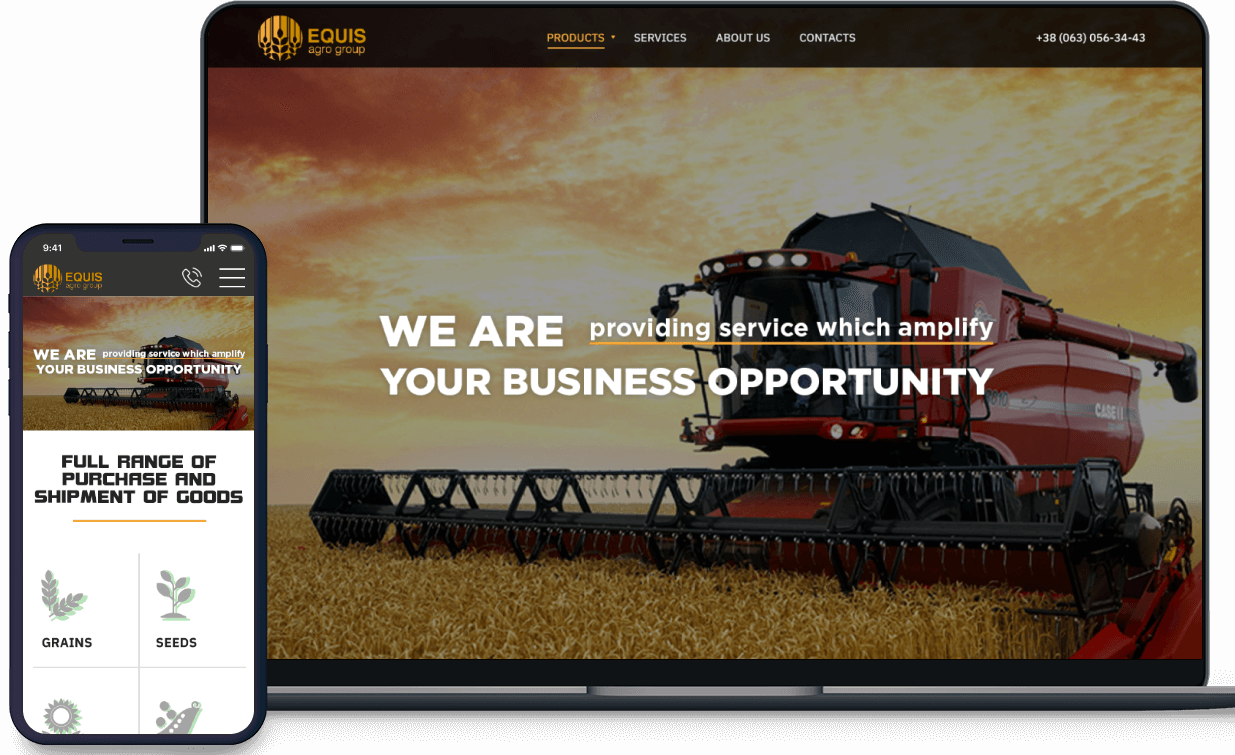 EQUIS
agro group
PRODUCTS
SERVICES
ABOUT US
CONTACTS
+38 (063) 056-34-43
WE ARE providing service which amplify
YOUR BUSINESS OPPORTUNITY
CASE
9:41
EQUIS
agro group
WE ARE providing service which amplify
YOUR BUSINESS OPPORTUNITY
FULL RANGE OF
PURCHASE AND
SHIPMENT OF GOODS
GRAINS
SEEDS